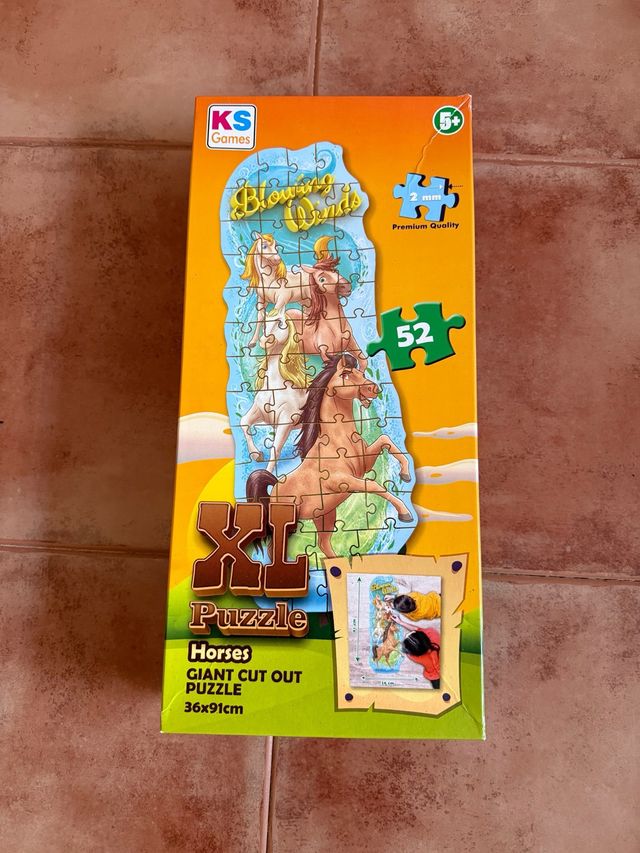 KS
Games
5+
Blowing
Winds
2 mm
Premium Quality
52
XL
Puzzle
Horses
GIANT CUT OUT
PUZZLE
36x91cm